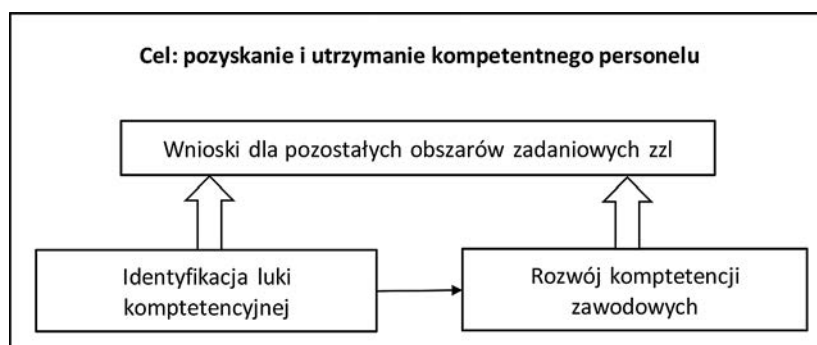 Cel: pozyskanie i utrzymanie kompetentnego personelu
Wnioski dla pozostałych obszarów zadaniowych zzl
Identyfikacja luki
komptetencyjnej
Rozwój komptetencji
zawodowych